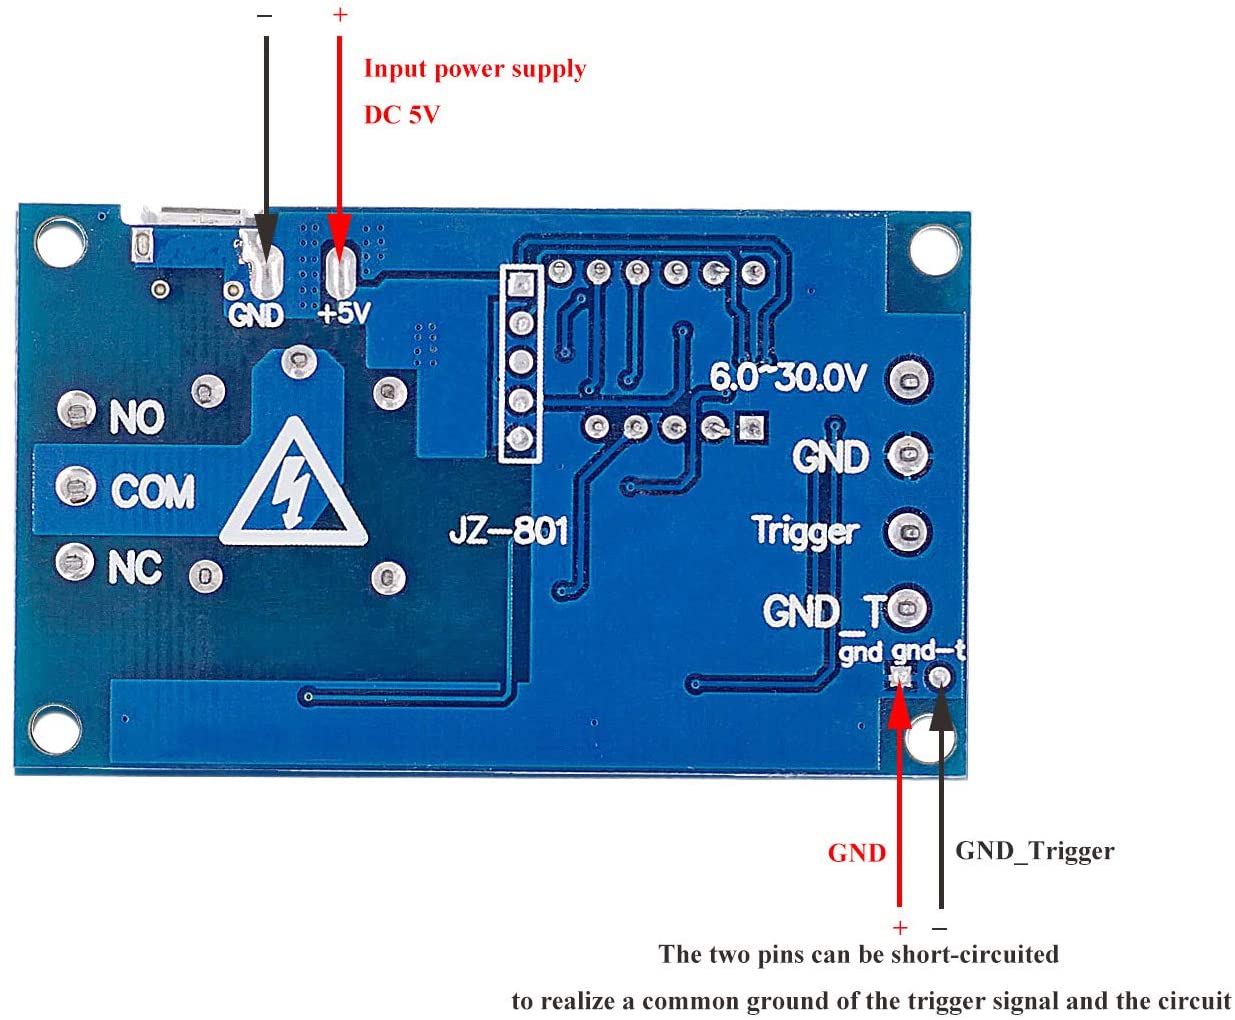 − +
Input power supply
DC 5V
GND +5V
6.0~30.0V
NO
GND
COM
JZ-801
Trigger
NC
GND_T
gnd gnd-t
GND
GND_Trigger
+ −
The two pins can be short-circuited
to realize a common ground of the trigger signal and the circuit